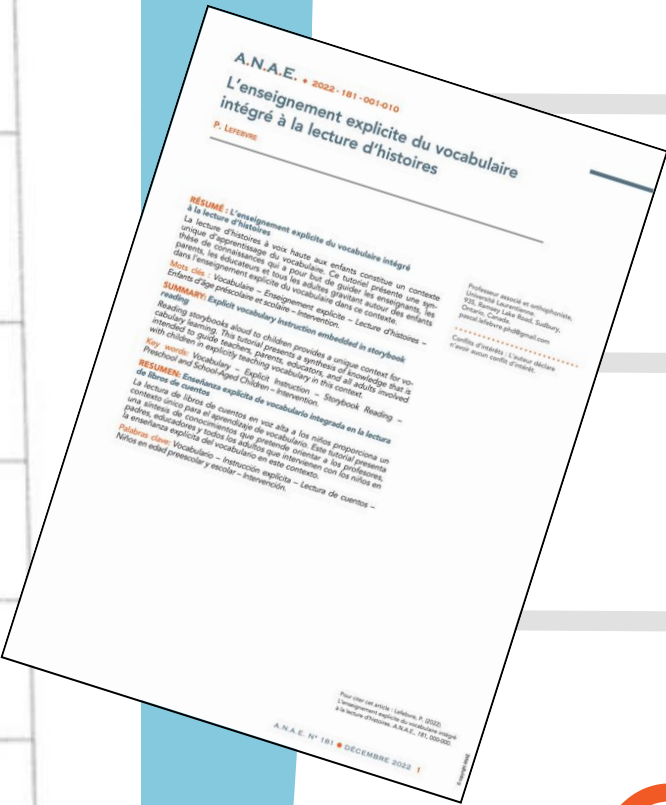 A.N.A.E. • 2022 - 181 - 001-010
L'enseignement explicite du vocabulaire
intégré à la lecture d'histoires
P. LEFEBVRE
RÉSUMÉ : L'enseignement explicite du vocabulaire intégré
à la lecture d'histoires
La lecture d'histoires à voix haute aux enfants constitue un contexte
unique d'apprentissage du vocabulaire. Ce tutoriel présente une syn-
thèse de connaissances qui a pour but de guider les enseignants, les
parents, les éducateurs et tous les adultes gravitant autour des enfants
dans l'enseignement explicite du vocabulaire dans ce contexte.
Mots clés : Vocabulaire – Enseignement explicite – Lecture d'histoires –
Enfants d'âge préscolaire et scolaire – Intervention.
SUMMARY: Explicit vocabulary instruction embedded in storybook
reading
Reading storybooks aloud to children provides a unique context for vo-
cabulary learning. This tutorial presents a synthesis of knowledge that is
intended to guide teachers, parents, educators, and all adults involved
with children in explicitly teaching vocabulary in this context.
Key words: Vocabulary – Explicit Instruction – Storybook Reading –
Preschool and School-Aged Children – Intervention.
RESUMEN: Enseñanza explícita de vocabulario integrada en la lectura
de libros de cuentos
La lectura de libros de cuentos en voz alta a los niños proporciona un
contexto único para el aprendizaje de vocabulario. Este tutorial presenta
una síntesis de conocimientos que pretende orientar a los profesores,
padres, educadores y todos los adultos que intervienen con los niños en
la enseñanza explícita del vocabulario en este contexto.
Palabras clave: Vocabulario – Instrucción explícita – Lectura de cuentos –
Niños en edad preescolar y escolar – Intervención.
Professeur associé et orthophoniste,
Université Laurentienne,
935, Ramsey Lake Road, Sudbury,
Ontario, Canada.
pascal.lefebvre.phd@gmail.com
Conflits d'intérêts : L'auteur déclare
n'avoir aucun conflit d'intérêt.
Pour citer cet article : Lefebvre, P. (2022).
L'enseignement explicite du vocabulaire intégré
à la lecture d'histoires. A.N.A.E., 181, 000-000.
A.N.A.E. N° 181 • DÉCEMBRE 2022 1